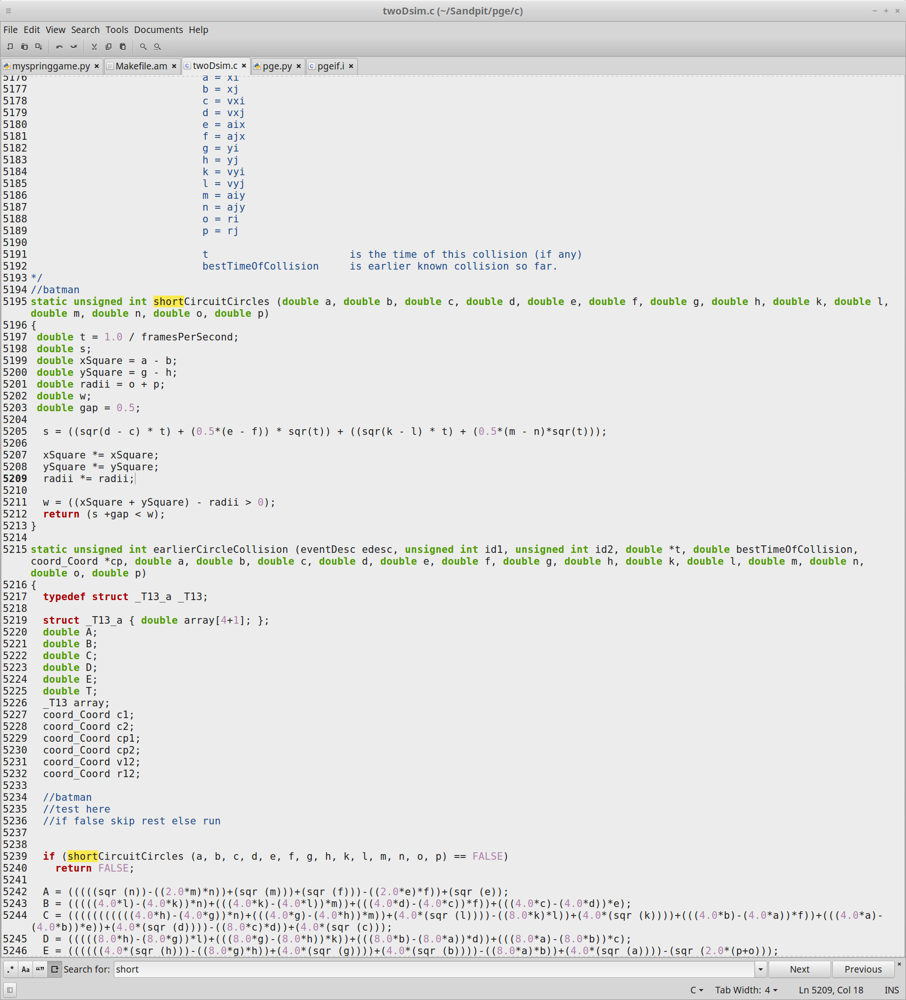 twoDsim.c (~/Sandpit/pge/c)
File Edit View Search Tools Documents Help
myspringgame.py × Makefile.am × twoDsim.c × pge.py × pgeif.i ×
5176 a = xi
5177 b = xj
5178 c = vxi
5179 d = vxj
5180 e = aix
5181 f = ajx
5182 g = yi
5183 h = yj
5184 k = vyi
5185 l = vyj
5186 m = aiy
5187 n = ajy
5188 o = ri
5189 p = rj
5190
5191 t is the time of this collision (if any)
5192 bestTimeOfCollision is earlier known collision so far.
5193 */
5194 //batman
5195 static unsigned int shortCircuitCircles (double a, double b, double c, double d, double e, double f, double g, double h, double k, double l,
double m, double n, double o, double p)
5196 {
5197 double t = 1.0 / framesPerSecond;
5198 double s;
5199 double xSquare = a - b;
5200 double ySquare = g - h;
5201 double radii = o + p;
5202 double w;
5203 double gap = 0.5;
5204
5205 s = ((sqr(d - c) * t) + (0.5*(e - f)) * sqr(t)) + ((sqr(k - l) * t) + (0.5*(m - n)*sqr(t)));
5206
5207 xSquare *= xSquare;
5208 ySquare *= ySquare;
5209 radii *= radii;
5210
5211 w = ((xSquare + ySquare) - radii > 0);
5212 return (s +gap < w);
5213 }
5214
5215 static unsigned int earlierCircleCollision (eventDesc edesc, unsigned int id1, unsigned int id2, double *t, double bestTimeOfCollision,
coord_Coord *cp, double a, double b, double c, double d, double e, double f, double g, double h, double k, double l, double m, double n,
double o, double p)
5216 {
5217 typedef struct _T13_a _T13;
5218
5219 struct _T13_a { double array[4+1]; };
5220 double A;
5221 double B;
5222 double C;
5223 double D;
5224 double E;
5225 double T;
5226 _T13 array;
5227 coord_Coord c1;
5228 coord_Coord c2;
5229 coord_Coord cp1;
5230 coord_Coord cp2;
5231 coord_Coord v12;
5232 coord_Coord r12;
5233
5234 //batman
5235 //test here
5236 //if false skip rest else run
5237
5238
5239 if (shortCircuitCircles (a, b, c, d, e, f, g, h, k, l, m, n, o, p) == FALSE)
5240 return FALSE;
5241
5242 A = (((((sqr (n))-((2.0*m)*n))+(sqr (m)))+(sqr (f)))-((2.0*e)*f))+(sqr (e));
5243 B = (((((4.0*l)-(4.0*k))*n)+(((4.0*k)-(4.0*l))*m))+(((4.0*d)-(4.0*c))*f))+(((4.0*c)-(4.0*d))*e);
5244 C = (((((((((((4.0*h)-(4.0*g))*n)+(((4.0*g)-(4.0*h))*m))+(4.0*(sqr (l))))-((8.0*k)*l))+(4.0*(sqr (k))))+(((4.0*b)-(4.0*a))*f))+(((4.0*a)-
(4.0*b))*e))+(4.0*(sqr (d))))-((8.0*c)*d))+(4.0*(sqr (c)));
5245 D = (((((8.0*h)-(8.0*g))*l)+(((8.0*g)-(8.0*h))*k))+(((8.0*b)-(8.0*a))*d))+(((8.0*a)-(8.0*b))*c);
5246 E = ((((((4.0*(sqr (h)))-((8.0*g)*h))+(4.0*(sqr (g))))+(4.0*(sqr (b))))-((8.0*a)*b))+(4.0*(sqr (a))))-(sqr (2.0*(p+o)));
.* Aa “” Search for: short Next Previous ×
C Tab Width: 4 Ln 5209, Col 18 INS